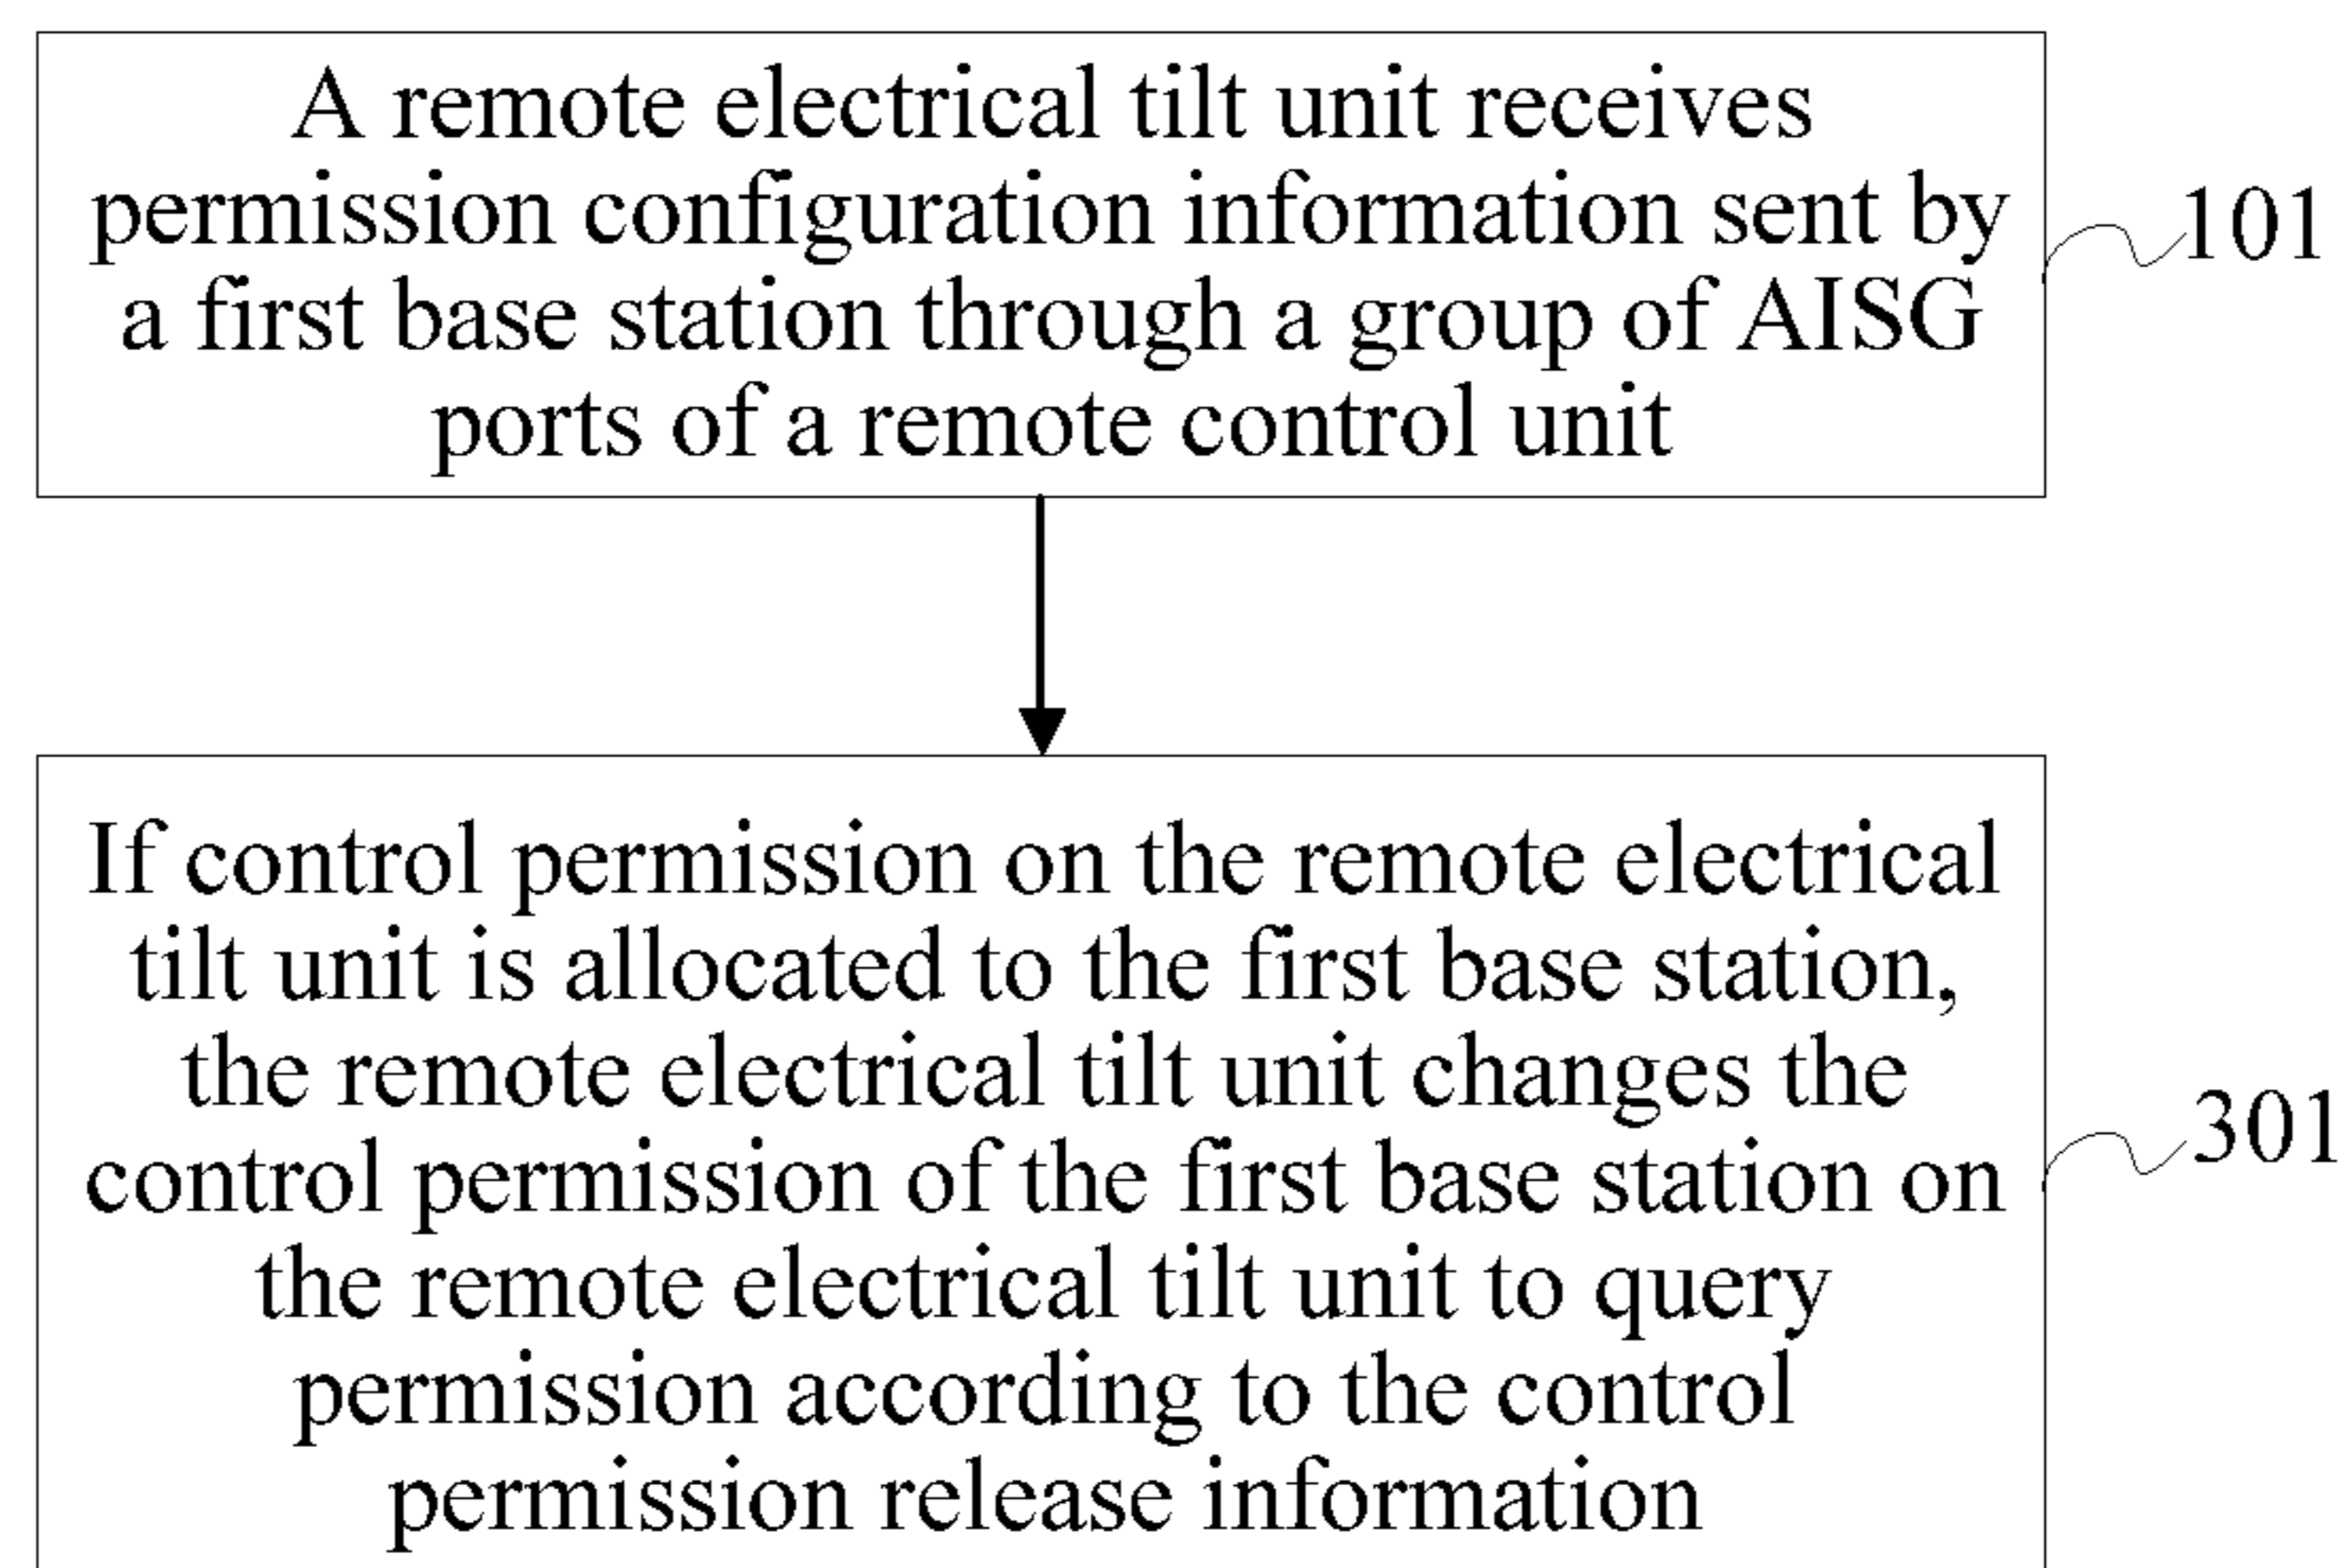 A remote electrical tilt unit receives
permission configuration information sent by
a first base station through a group of AISG
ports of a remote control unit
101
If control permission on the remote electrical
tilt unit is allocated to the first base station,
the remote electrical tilt unit changes the
control permission of the first base station on
the remote electrical tilt unit to query
permission according to the control
permission release information
301